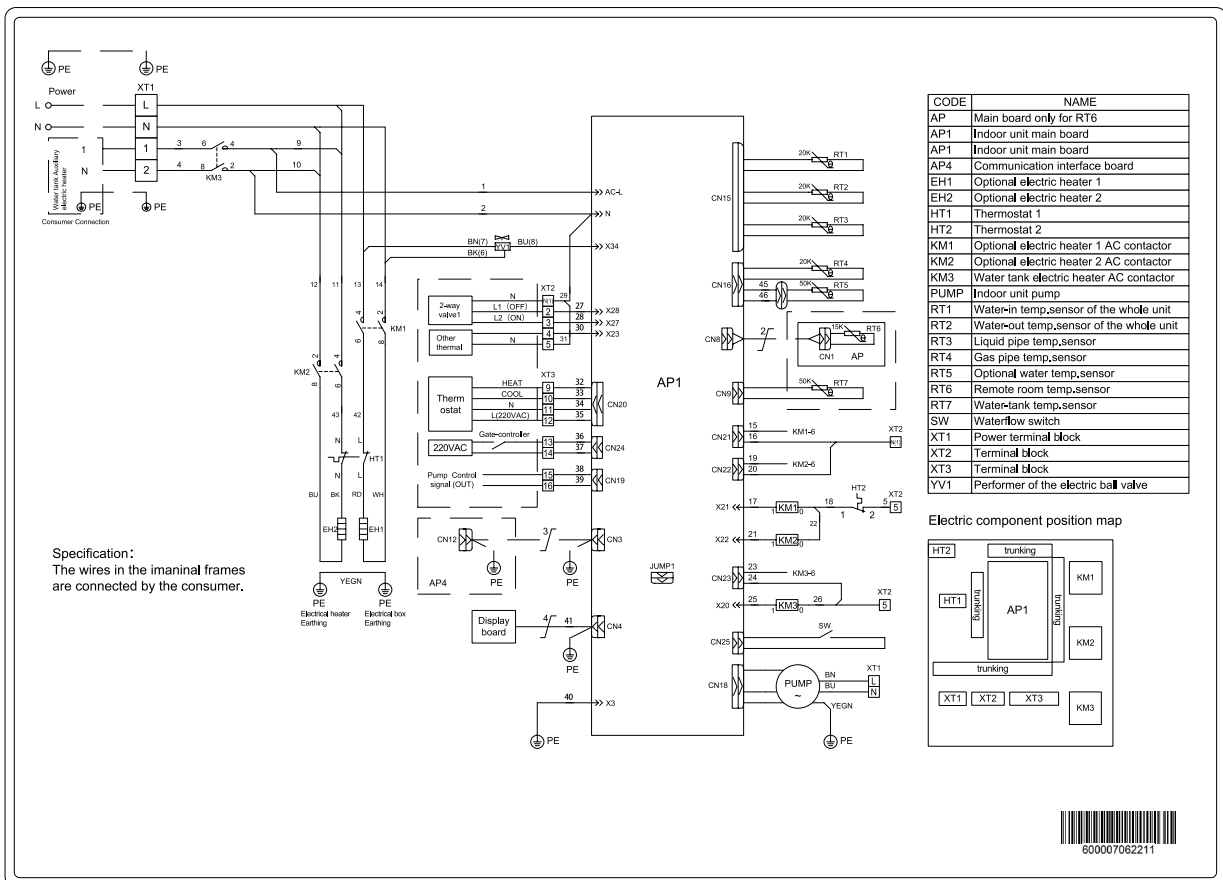 PE
PE
Power
XT1
L
L
N
N
Water tank Auxiliary
electric heater
1
N
1
2
3
6
4
9
4
8
2
10
KM3
PE
PE
Consumer Connection
1
AC-L
2
N
BN(7)
YV1
BU(8)
X34
BK(6)
12
11
13
14
4
2
KM1
6
8
2
4
KM2
8
6
43
42
N
L
HT1
N
L
BU
BK
RD
WH
EH2
EH1
YEGN
PE
PE
Electrical heater
Earthing
Electrical box
Earthing
Specification:
The wires in the imaninal frames
are connected by the consumer.
XT2
2-way
valve1
N
N(1)
29
L1 (OFF)
2
27
X28
L2 (ON)
3
28
X27
Other
thermal
4
30
X23
N
5
31
XT3
Therm
ostat
HEAT
9
32
COOL
10
33
N
11
34
L(220VAC)
12
35
CN20
220VAC
Gate-controller
13
36
14
37
CN24
Pump Control
signal (OUT)
15
38
16
39
CN19
CN12
3
CN3
PE
PE
AP4
Display
board
4
41
CN4
PE
40
X3
PE
AP1
JUMP1
CN15
20K
RT1
20K
RT2
20K
RT3
CN16
20K
RT4
45
50K
RT5
46
CN8
2
15K
RT6
CN1
AP
CN9
50K
RT7
CN21
15
KM1-6
16
XT2
N(1)
CN22
19
KM2-6
20
X21
17
1
KM1
0
18
HT2
1
2
5
XT2
5
22
X22
21
1
KM2
0
CN23
23
KM3-6
24
X20
25
1
KM3
0
26
XT2
5
CN25
SW
CN18
PUMP
~
BN
BU
XT1
L
N
YEGN
PE
CODE NAME
AP Main board only for RT6
AP1 Indoor unit main board
AP1 Indoor unit main board
AP4 Communication interface board
EH1 Optional electric heater 1
EH2 Optional electric heater 2
HT1 Thermostat 1
HT2 Thermostat 2
KM1 Optional electric heater 1 AC contactor
KM2 Optional electric heater 2 AC contactor
KM3 Water tank electric heater AC contactor
PUMP Indoor unit pump
RT1 Water-in temp.sensor of the whole unit
RT2 Water-out temp.sensor of the whole unit
RT3 Liquid pipe temp.sensor
RT4 Gas pipe temp.sensor
RT5 Optional water temp.sensor
RT6 Remote room temp.sensor
RT7 Water-tank temp.sensor
SW Waterflow switch
XT1 Power terminal block
XT2 Terminal block
XT3 Terminal block
YV1 Performer of the electric ball valve
Electric component position map
HT2
trunking
KM1
HT1
trunking
AP1
trunking
KM2
trunking
XT1
XT2
XT3
KM3
600007062211